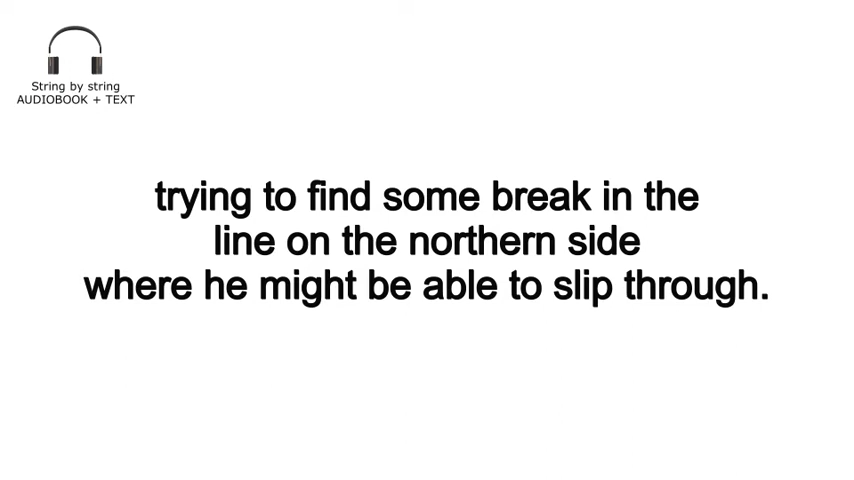 String by string
AUDIOBOOK + TEXT
trying to find some break in the
line on the northern side
where he might be able to slip through.